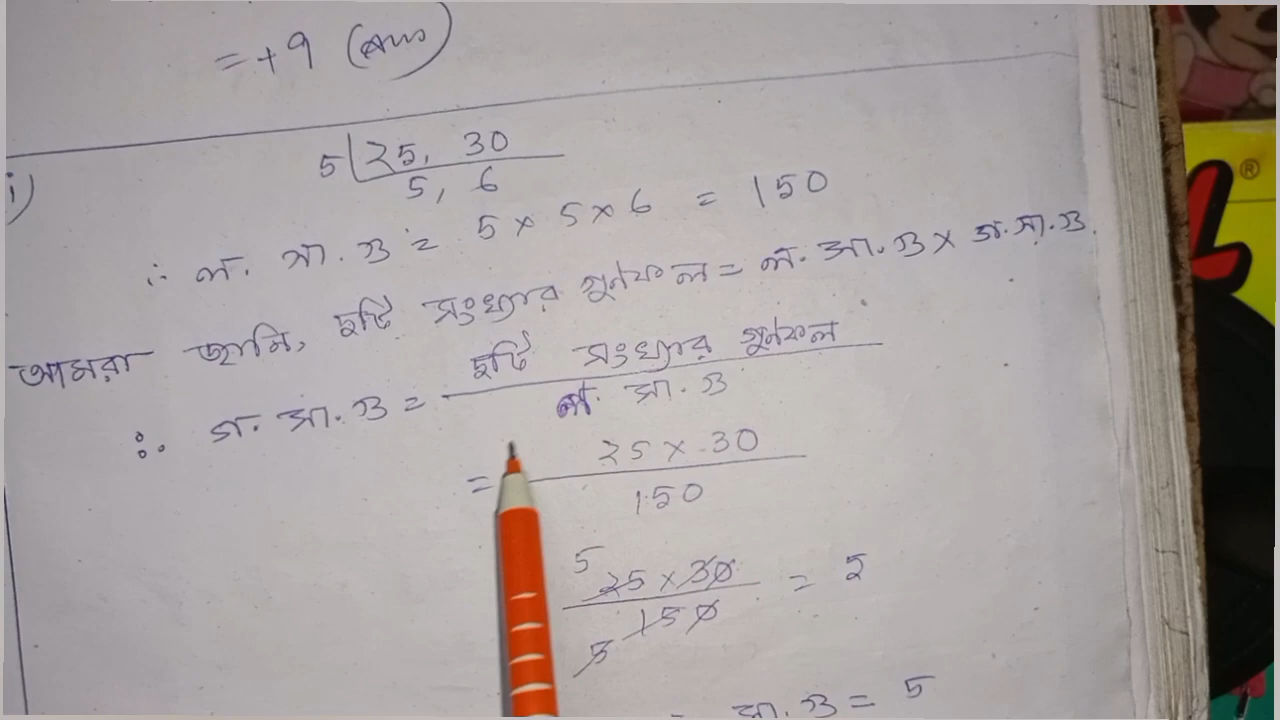 = +9 (Ans)
i)
5 | 25, 30
5, 6
∴ ল. সা. গু = 5 × 5 × 6 = 150
আমরা জানি, দুটি সংখ্যার গুণফল = ল. সা. গু × গ. সা. গু.
∴ গ. সা. গু = দুটি সংখ্যার গুণফল
ল. সা. গু
= 25 × 30
150
5
25 × 30 = 5
150
5
সা. গু = 5